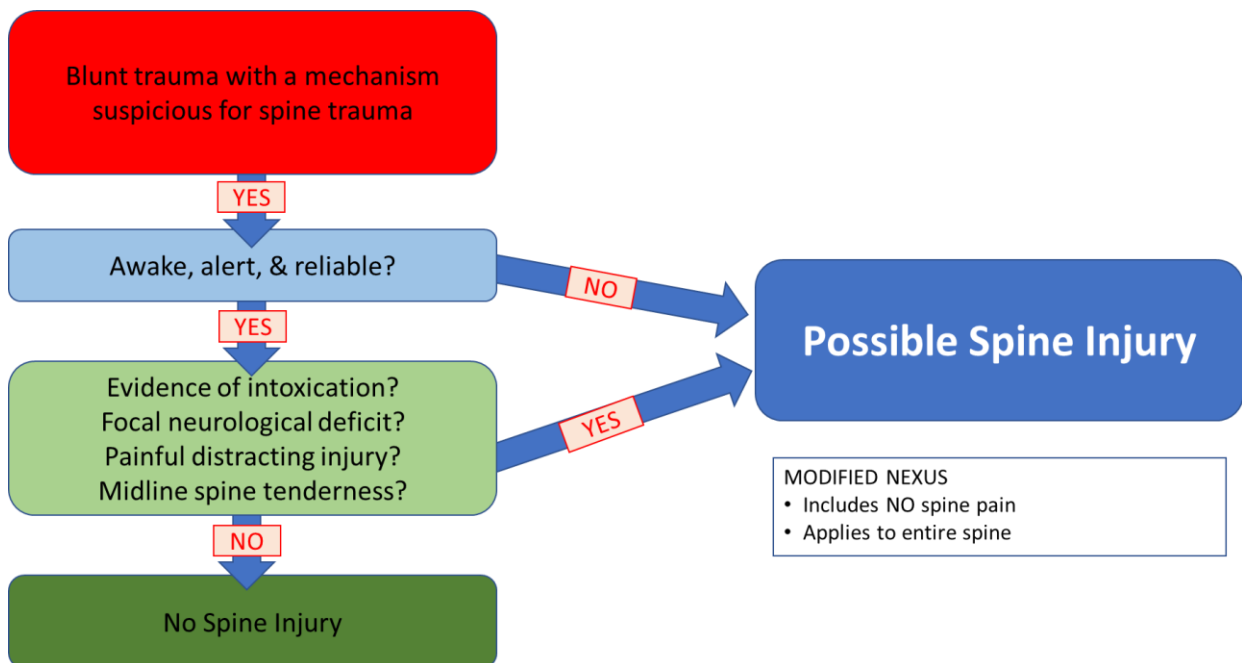 Blunt trauma with a mechanism
suspicious for spine trauma
YES
Awake, alert, & reliable?
NO
YES
Possible Spine Injury
Evidence of intoxication?
Focal neurological deficit?
Painful distracting injury?
Midline spine tenderness?
YES
MODIFIED NEXUS
• Includes NO spine pain
• Applies to entire spine
NO
No Spine Injury